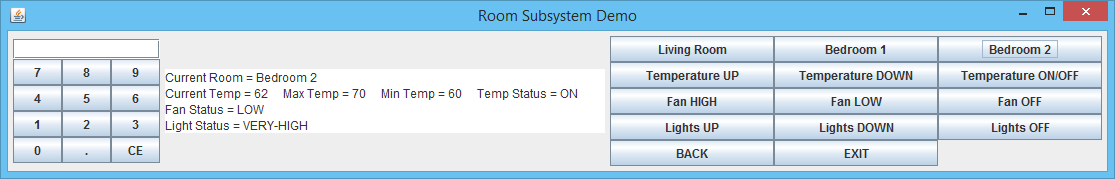 Room Subsystem Demo
7 8 9
4 5 6
1 2 3
0 . CE
Current Room = Bedroom 2
Current Temp = 62 Max Temp = 70 Min Temp = 60 Temp Status = ON
Fan Status = LOW
Light Status = VERY-HIGH
Living Room Bedroom 1 Bedroom 2
Temperature UP Temperature DOWN Temperature ON/OFF
Fan HIGH Fan LOW Fan OFF
Lights UP Lights DOWN Lights OFF
BACK EXIT